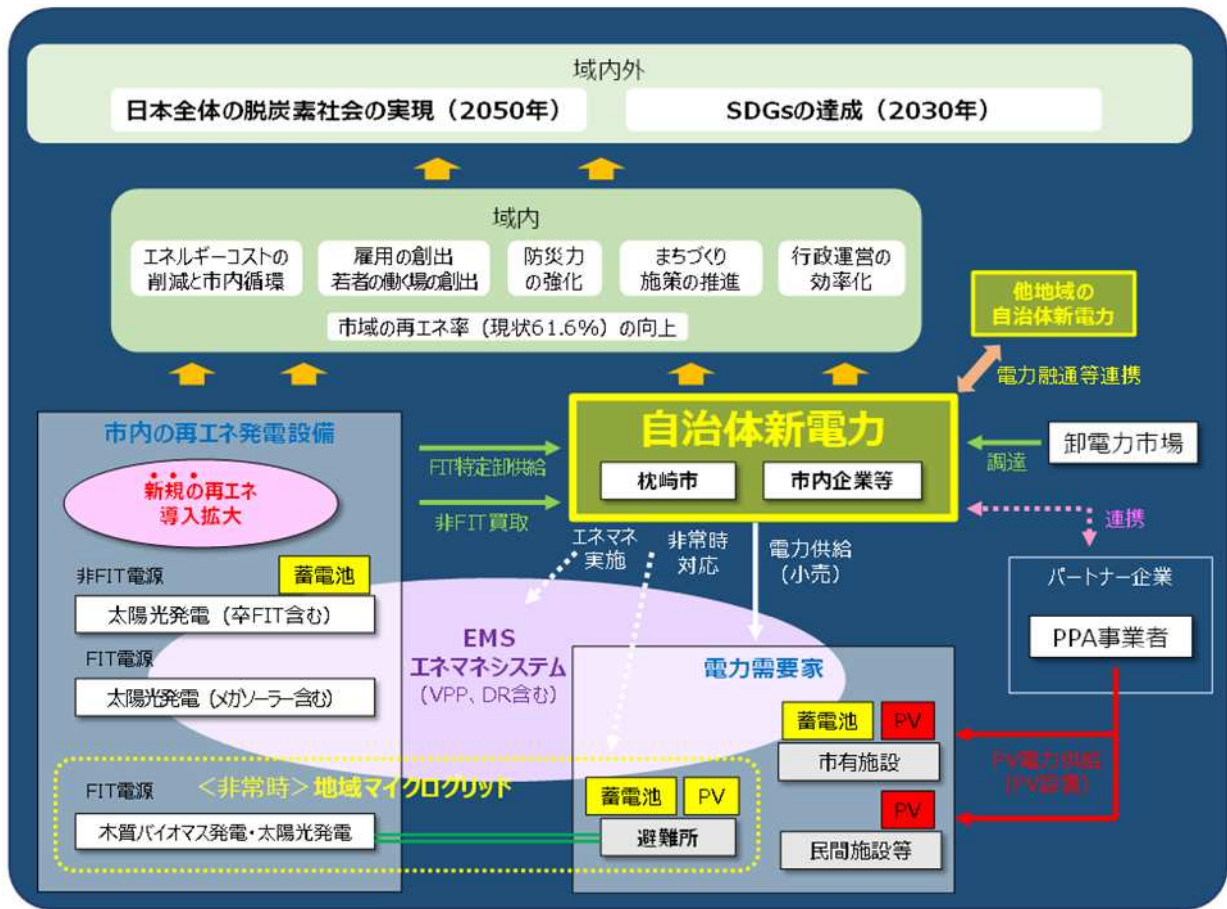 域内外
日本全体の脱炭素社会の実現（2050年）
SDGsの達成（2030年）
域内
エネルギーコストの
削減と市内循環
雇用の創出
若者の働く場の創出
防災力
の強化
まちづくり
施策の推進
行政運営の
効率化
市域の再エネ率（現状61.6%）の向上
他地域の
自治体新電力
電力融通等連携
市内の再エネ発電設備
新規の再エネ
導入拡大
FIT特定卸供給
非FIT買取
自治体新電力
枕崎市
市内企業等
調達
卸電力市場
連携
エネマネ
実施
非常時
対応
電力供給
（小売）
パートナー企業
PPA事業者
非FIT電源
蓄電池
太陽光発電（卒FIT含む）
FIT電源
太陽光発電（メガソーラー含む）
EMS
エネマネシステム
（VPP、DR含む）
電力需要家
蓄電池
PV
市有施設
PV電力供給
（PV設置）
PV
民間施設等
＜非常時＞地域マイクログリッド
FIT電源
木質バイオマス発電・太陽光発電
蓄電池
PV
避難所